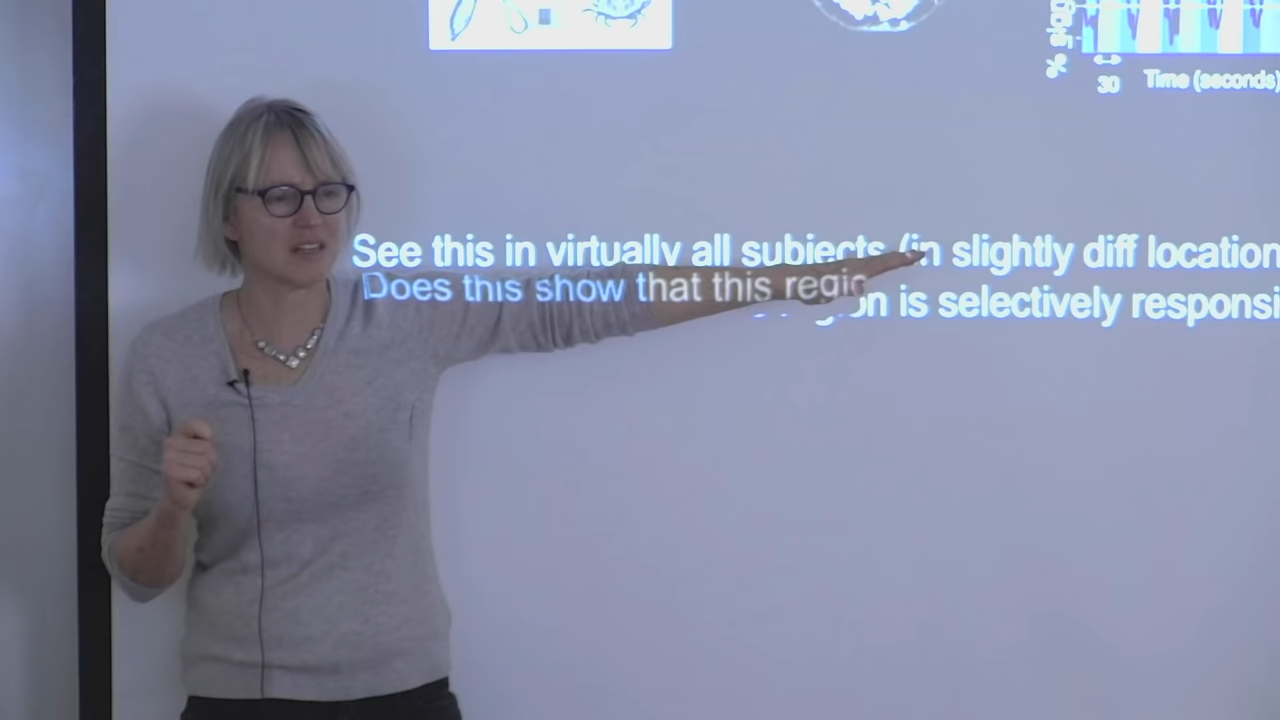 % sig
30 Time (seconds)
See this in virtually all subjects (in slightly diff location
Does this show that this region is selectively responsi